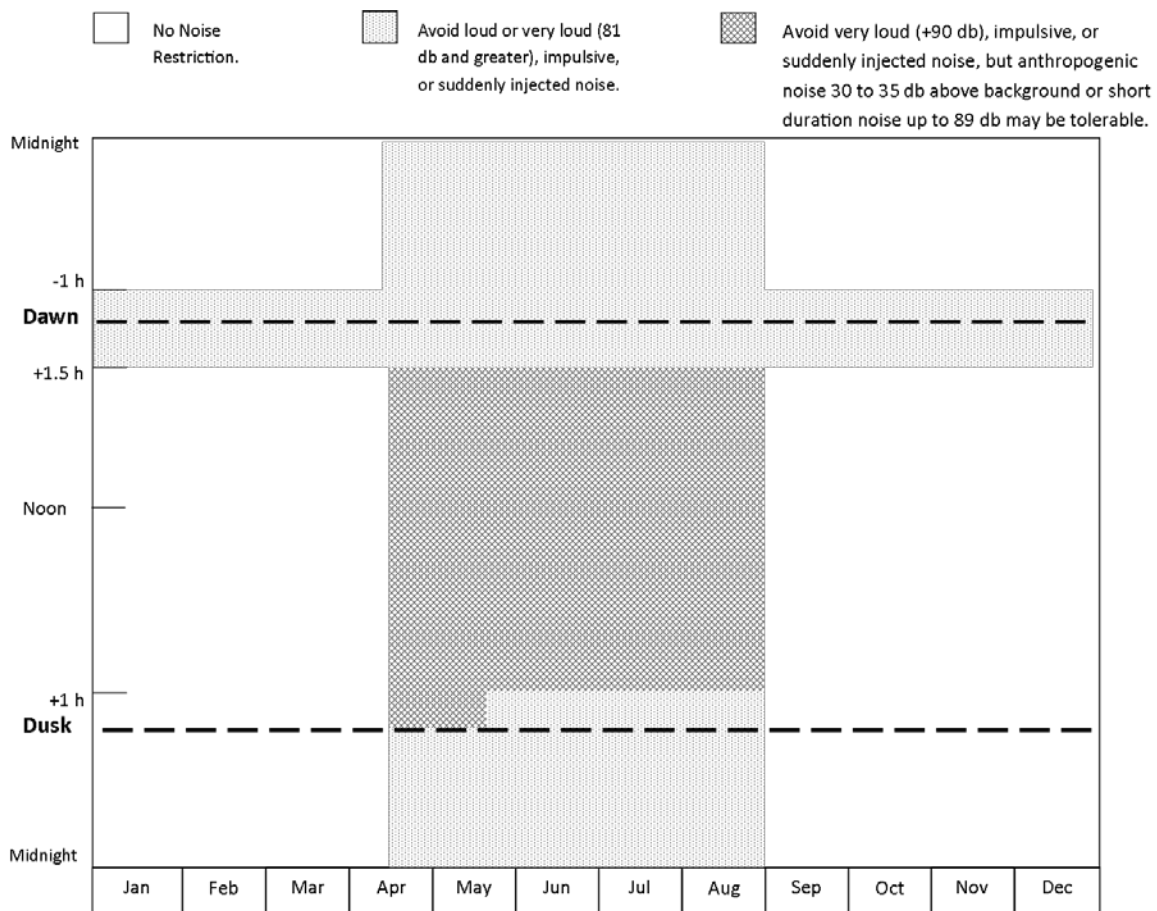 No Noise
Restriction.
Avoid loud or very loud (81
db and greater), impulsive,
or suddenly injected noise.
Avoid very loud (+90 db), impulsive, or
suddenly injected noise, but anthropogenic
noise 30 to 35 db above background or short
duration noise up to 89 db may be tolerable.
Midnight
-1 h
Dawn
+1.5 h
Noon
+1 h
Dusk
Midnight
Jan Feb Mar Apr May Jun Jul Aug Sep Oct Nov Dec